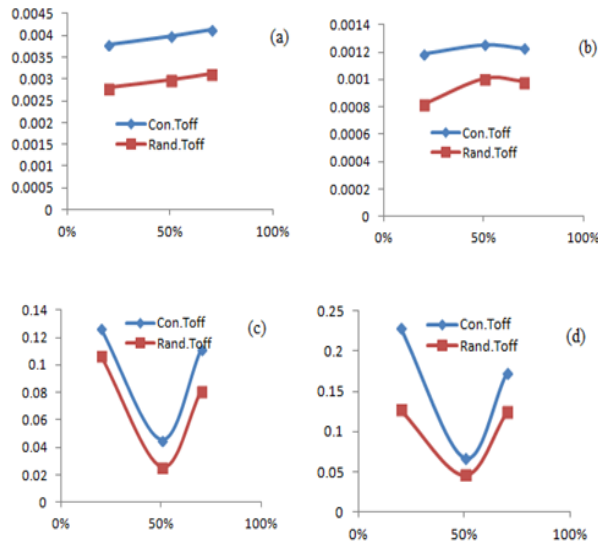 0.0045
0.004
0.0035
0.003
0.0025
0.002
0.0015
0.001
0.0005
0
0% 50% 100%
(a)
Con.Toff
Rand.Toff
0.0014
0.0012
0.001
0.0008
0.0006
0.0004
0.0002
0
0% 50% 100%
(b)
Con.Toff
Rand.Toff
0.14
0.12
0.1
0.08
0.06
0.04
0.02
0
0% 50% 100%
(c)
Con.Toff
Rand.Toff
0.25
0.2
0.15
0.1
0.05
0
0% 50% 100%
(d)
Con.Toff
Rand.Toff